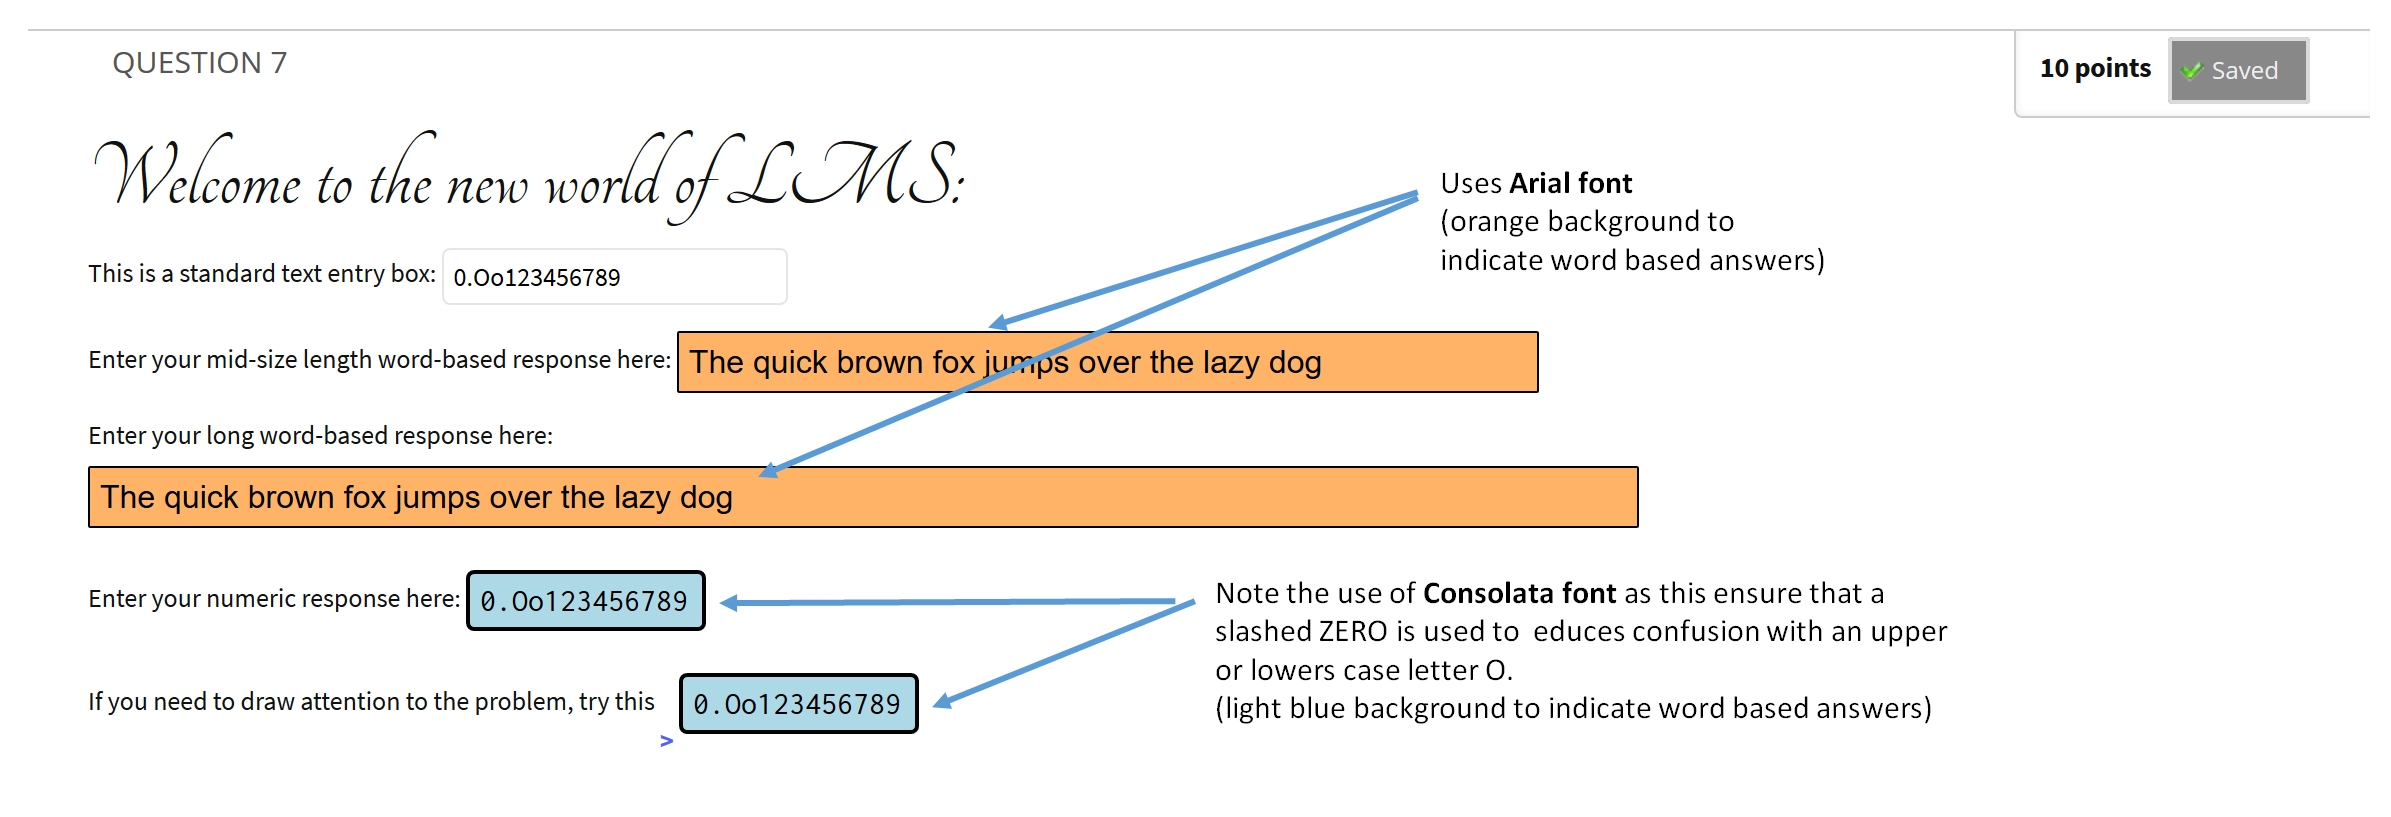 QUESTION 7
10 points
Saved
Welcome to the new world of LMS:
Uses Arial font
(orange background to
indicate word based answers)
This is a standard text entry box: 0.Oo123456789
Enter your mid-size length word-based response here: The quick brown fox jumps over the lazy dog
Enter your long word-based response here:
The quick brown fox jumps over the lazy dog
Enter your numeric response here: 0.Oo123456789
Note the use of Consolata font as this ensure that a
slashed ZERO is used to  educes confusion with an upper
or lowers case letter O.
(light blue background to indicate word based answers)
If you need to draw attention to the problem, try this > 0.Oo123456789